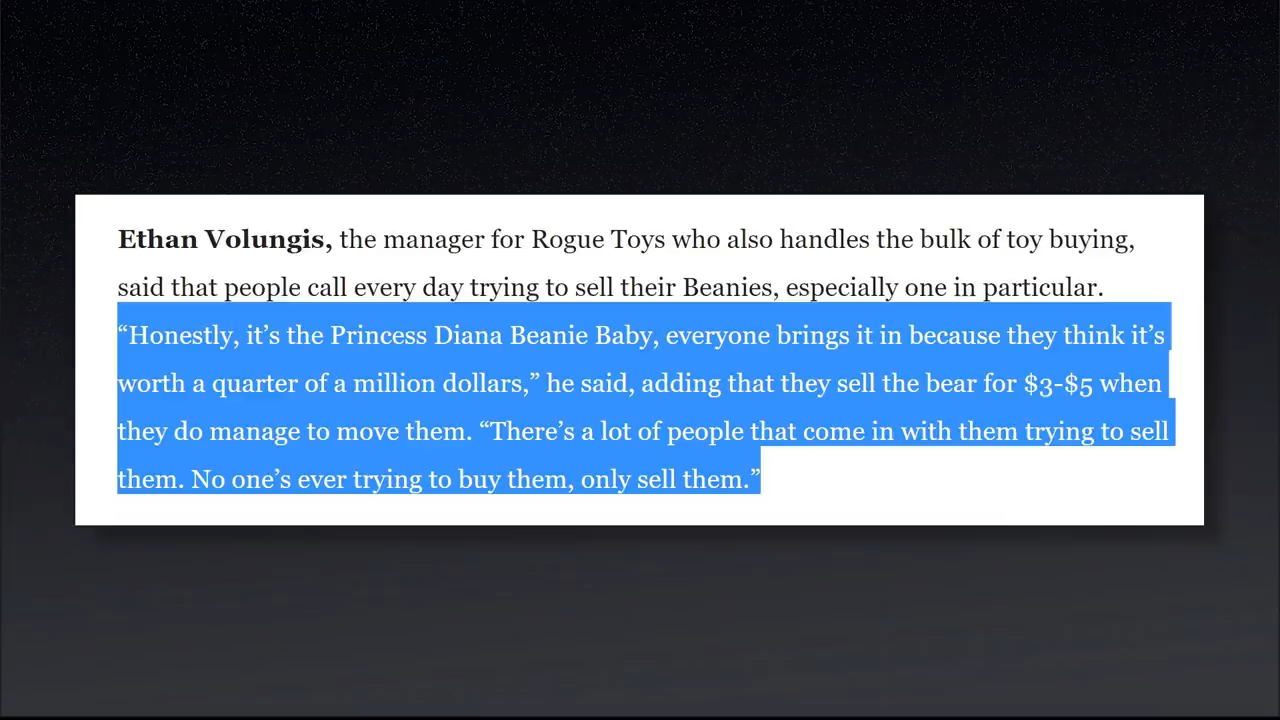 Ethan Volungis, the manager for Rogue Toys who also handles the bulk of toy buying,
said that people call every day trying to sell their Beanies, especially one in particular.
“Honestly, it’s the Princess Diana Beanie Baby, everyone brings it in because they think it’s
worth a quarter of a million dollars,” he said, adding that they sell the bear for $3-$5 when
they do manage to move them. “There’s a lot of people that come in with them trying to sell
them. No one’s ever trying to buy them, only sell them.”